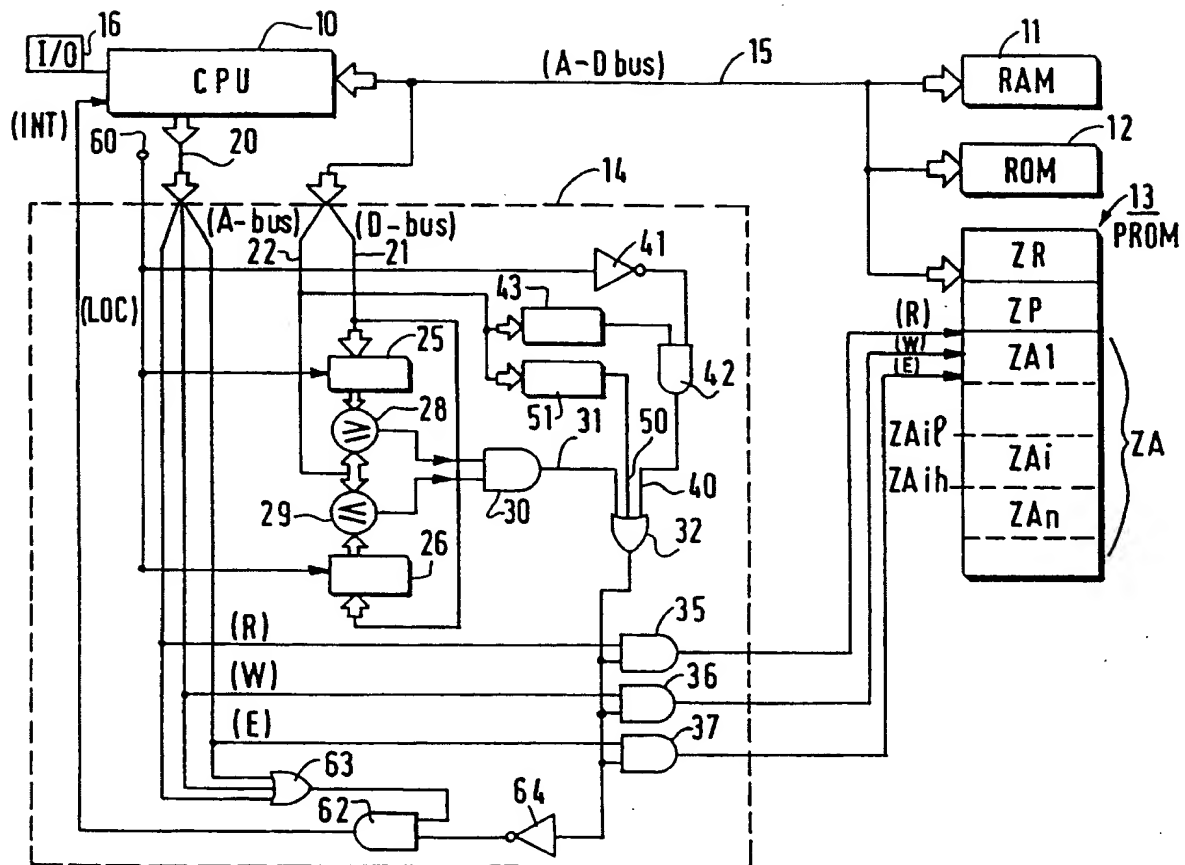 I/O
16
10
CPU
(A-D bus)
15
11
RAM
(INT)
60
20
12
ROM
14
13
PROM
(A-bus)
(D-bus)
22
21
41
ZR
(LOC)
43
ZP
(R)
(W)
(E)
25
ZA1
42
51
28
50
31
ZAiℓ
ZAi
ZA
ZAih
29
30
40
32
ZAn
26
(R)
35
(W)
36
(E)
37
63
62
64